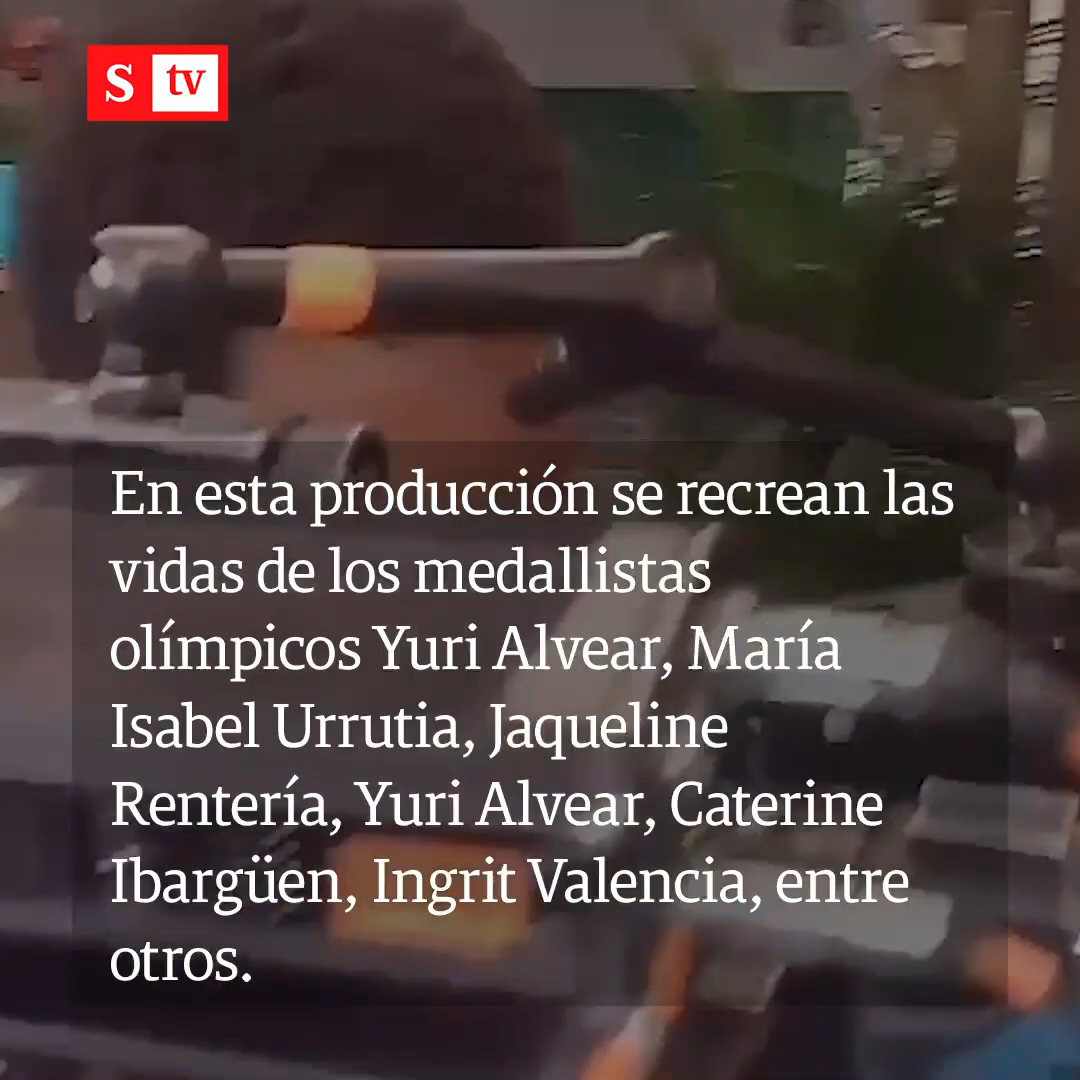 S tv
En esta producción se recrean las
vidas de los medallistas
olímpicos Yuri Alvear, María
Isabel Urrutia, Jaqueline
Rentería, Yuri Alvear, Caterine
Ibargüen, Ingrit Valencia, entre
otros.